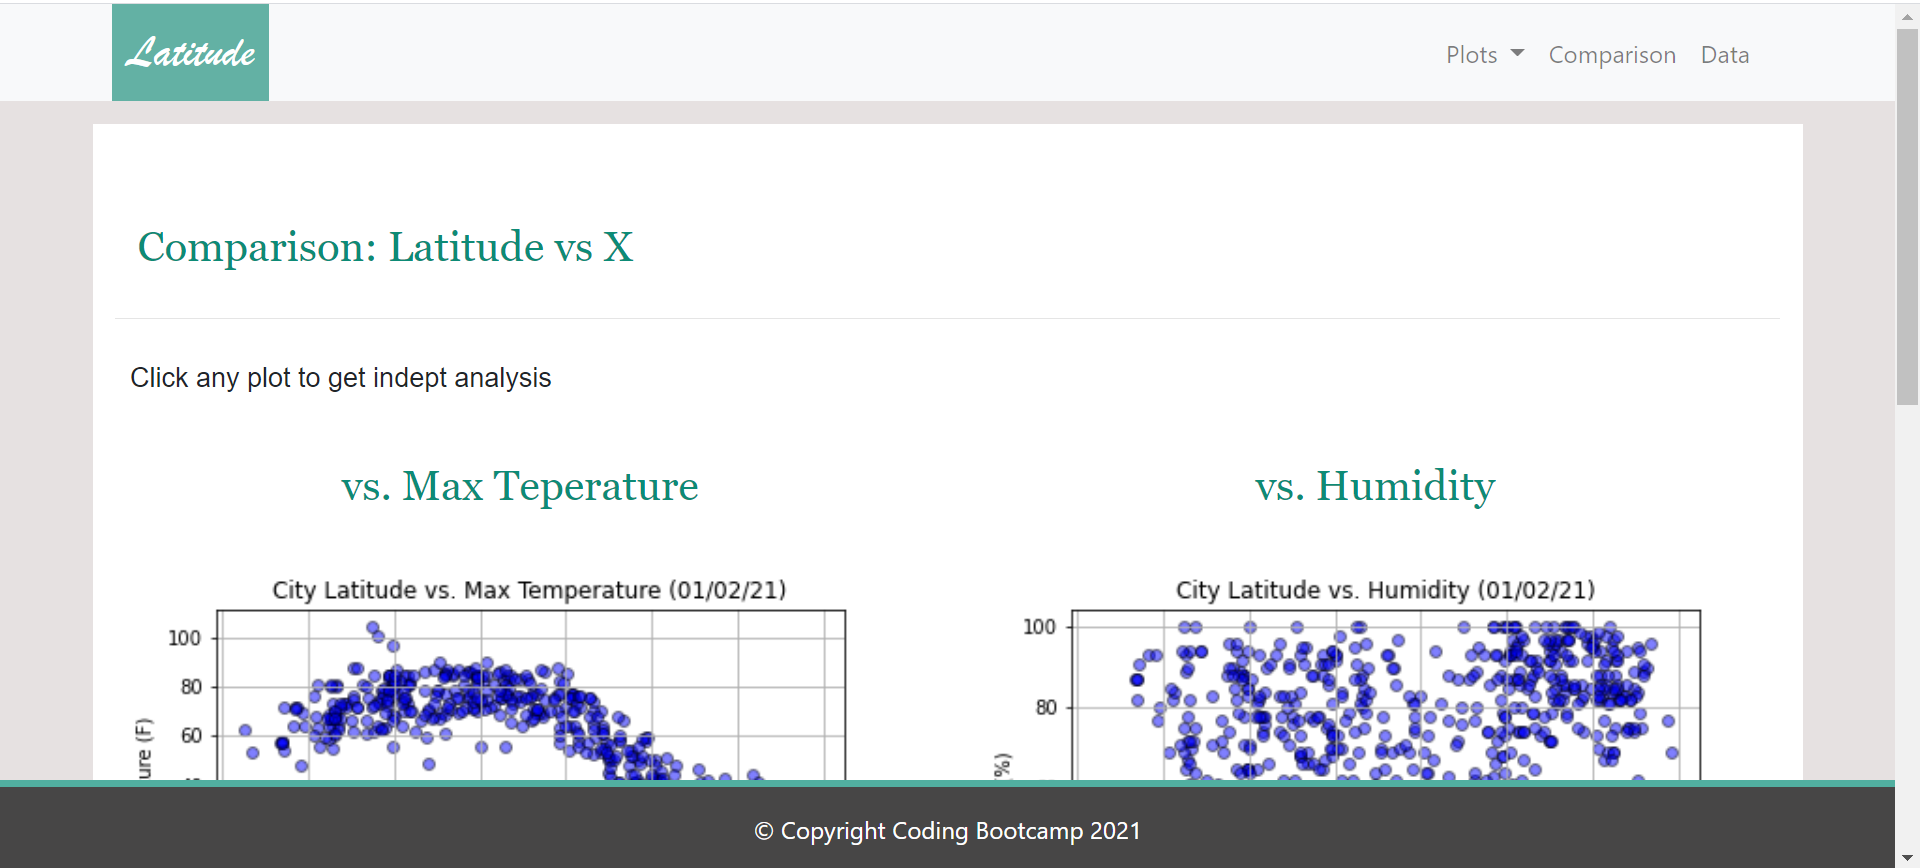 Latitude
Plots Comparison Data
Comparison: Latitude vs X
Click any plot to get indept analysis
vs. Max Teperature
vs. Humidity
City Latitude vs. Max Temperature (01/02/21)
100
80
60
ure (F)
City Latitude vs. Humidity (01/02/21)
100
80
%)
© Copyright Coding Bootcamp 2021